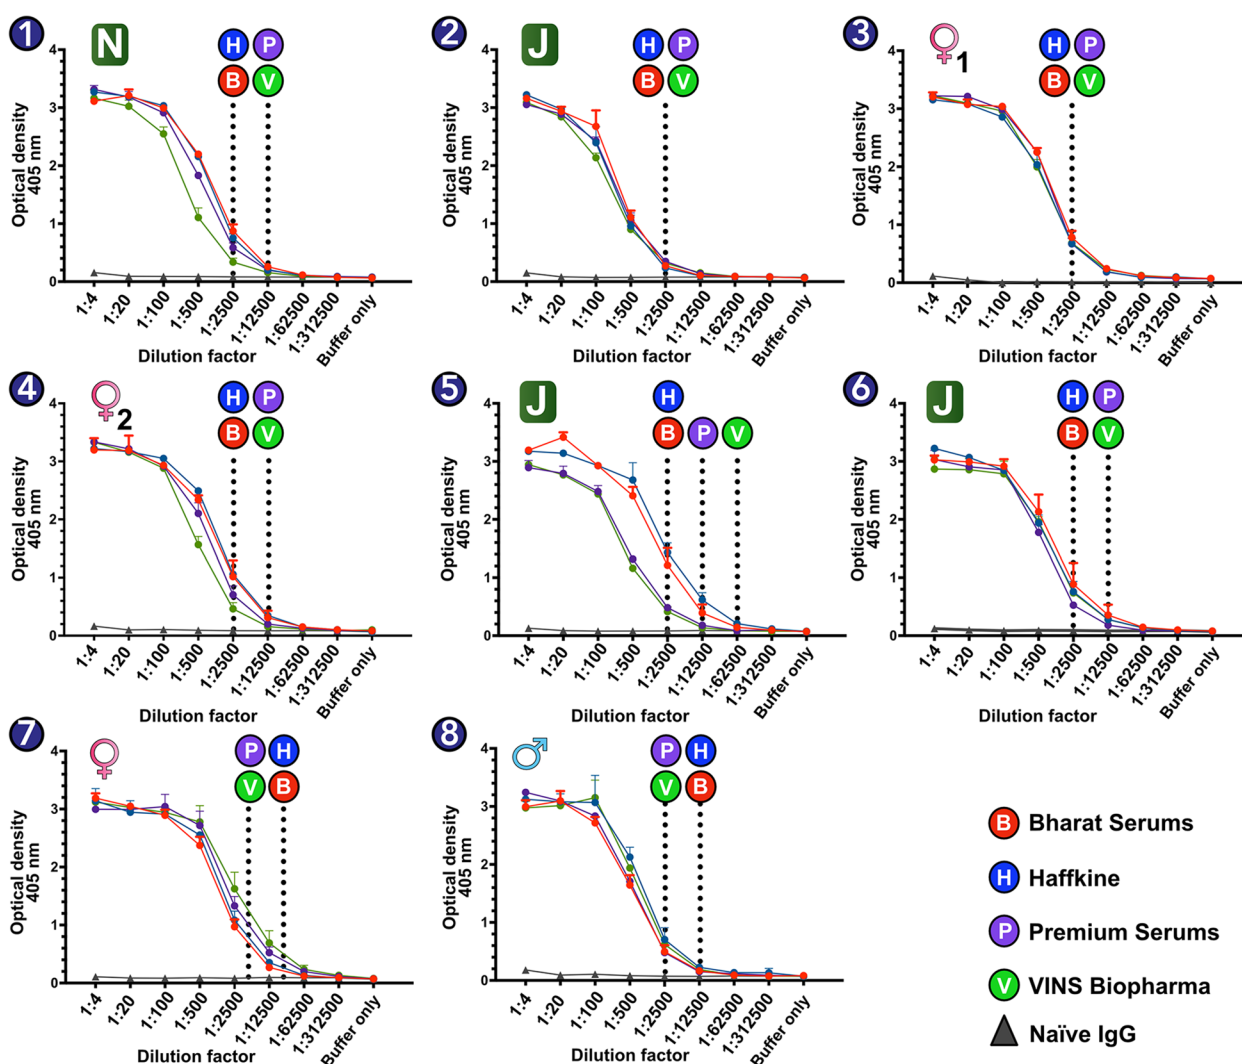 1
N
H P
B V
4
3
2
1
0
Optical density
405 nm
1:4
1:20
1:100
1:500
1:2500
1:12500
1:62500
1:312500
Buffer only
Dilution factor
2
J
H P
B V
4
3
2
1
0
Optical density
405 nm
1:4
1:20
1:100
1:500
1:2500
1:12500
1:62500
1:312500
Buffer only
Dilution factor
3
♀1
H P
B V
4
3
2
1
0
Optical density
405 nm
1:4
1:20
1:100
1:500
1:2500
1:12500
1:62500
1:312500
Buffer only
Dilution factor
4
♀2
H P
B V
4
3
2
1
0
Optical density
405 nm
1:4
1:20
1:100
1:500
1:2500
1:12500
1:62500
1:312500
Buffer only
Dilution factor
5
J
H
B P V
4
3
2
1
0
Optical density
405 nm
1:4
1:20
1:100
1:500
1:2500
1:12500
1:62500
1:312500
Buffer only
Dilution factor
6
J
H P
B V
4
3
2
1
0
Optical density
405 nm
1:4
1:20
1:100
1:500
1:2500
1:12500
1:62500
1:312500
Buffer only
Dilution factor
7
♀
P H
V B
4
3
2
1
0
Optical density
405 nm
1:4
1:20
1:100
1:500
1:2500
1:12500
1:62500
1:312500
Buffer only
Dilution factor
8
♂
P H
V B
4
3
2
1
0
Optical density
405 nm
1:4
1:20
1:100
1:500
1:2500
1:12500
1:62500
1:312500
Buffer only
Dilution factor
B Bharat Serums
H Haffkine
P Premium Serums
V VINS Biopharma
Naïve IgG